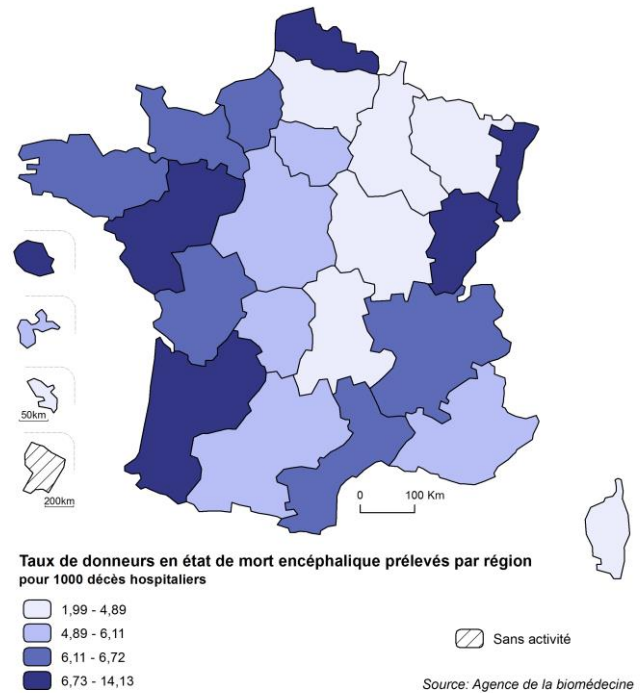 50km
200km
0 100 Km
Taux de donneurs en état de mort encéphalique prélevés par région
pour 1000 décès hospitaliers
1,99 - 4,89
4,89 - 6,11
6,11 - 6,72
6,73 - 14,13
Sans activité
Source: Agence de la biomédecine